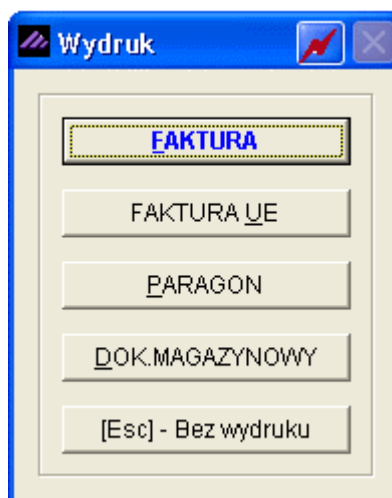 Wydruk
FAKTURA
FAKTURA UE
PARAGON
DOK.MAGAZYNOWY
[Esc] - Bez wydruku